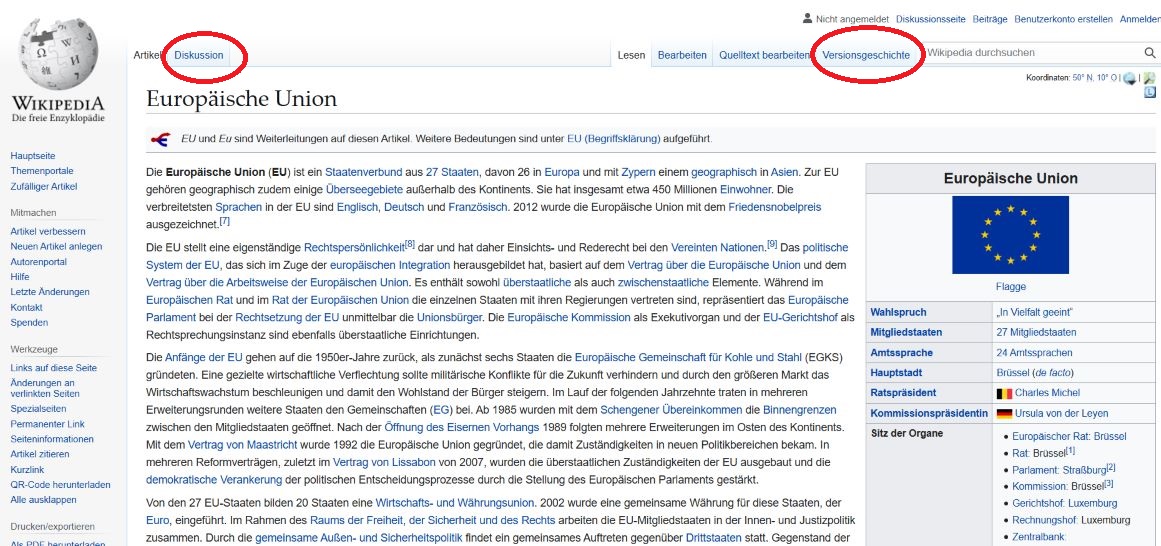 Nicht angemeldet Diskussionsseite Beiträge Benutzerkonto erstellen Anmelden
Artikel Diskussion Lesen Bearbeiten Quelltext bearbeiten Versionsgeschichte Wikipedia durchsuchen
Koordinaten: 50° N, 10° O | |
WIKIPEDIA
Die freie Enzyklopädie
Hauptseite
Themenportale
Zufälliger Artikel
Mitmachen
Artikel verbessern
Neuen Artikel anlegen
Autorenportal
Hilfe
Letzte Änderungen
Kontakt
Spenden
Werkzeuge
Links auf diese Seite
Änderungen an
verlinkten Seiten
Spezialseiten
Permanenter Link
Seiteninformationen
Artikel zitieren
Kurzlink
QR-Code herunterladen
Alle ausklappen
Drucken/exportieren
Als PDF herunterladen
Europäische Union
EU und Eu sind Weiterleitungen auf diesen Artikel. Weitere Bedeutungen sind unter EU (Begriffsklärung) aufgeführt.
Die Europäische Union (EU) ist ein Staatenverbund aus 27 Staaten, davon 26 in Europa und mit Zypern einem geographisch in Asien. Zur EU
gehören geographisch zudem einige Überseegebiete außerhalb des Kontinents. Sie hat insgesamt etwa 450 Millionen Einwohner. Die
verbreitetsten Sprachen in der EU sind Englisch, Deutsch und Französisch. 2012 wurde die Europäische Union mit dem Friedensnobelpreis
ausgezeichnet.[7]
Die EU stellt eine eigenständige Rechtspersönlichkeit[8] dar und hat daher Einsichts- und Rederecht bei den Vereinten Nationen.[9] Das politische
System der EU, das sich im Zuge der europäischen Integration herausgebildet hat, basiert auf dem Vertrag über die Europäische Union und dem
Vertrag über die Arbeitsweise der Europäischen Union. Es enthält sowohl überstaatliche als auch zwischenstaatliche Elemente. Während im
Europäischen Rat und im Rat der Europäischen Union die einzelnen Staaten mit ihren Regierungen vertreten sind, repräsentiert das Europäische
Parlament bei der Rechtsetzung der EU unmittelbar die Unionsbürger. Die Europäische Kommission als Exekutivorgan und der EU-Gerichtshof als
Rechtsprechungsinstanz sind ebenfalls überstaatliche Einrichtungen.
Die Anfänge der EU gehen auf die 1950er-Jahre zurück, als zunächst sechs Staaten die Europäische Gemeinschaft für Kohle und Stahl (EGKS)
gründeten. Eine gezielte wirtschaftliche Verflechtung sollte militärische Konflikte für die Zukunft verhindern und durch den größeren Markt das
Wirtschaftswachstum beschleunigen und damit den Wohlstand der Bürger steigern. Im Lauf der folgenden Jahrzehnte traten in mehreren
Erweiterungsrunden weitere Staaten den Gemeinschaften (EG) bei. Ab 1985 wurden mit dem Schengener Übereinkommen die Binnengrenzen
zwischen den Mitgliedstaaten geöffnet. Nach der Öffnung des Eisernen Vorhangs 1989 folgten mehrere Erweiterungen im Osten des Kontinents.
Mit dem Vertrag von Maastricht wurde 1992 die Europäische Union gegründet, die damit Zuständigkeiten in neuen Politikbereichen bekam. In
mehreren Reformverträgen, zuletzt im Vertrag von Lissabon von 2007, wurden die überstaatlichen Zuständigkeiten der EU ausgebaut und die
demokratische Verankerung der politischen Entscheidungsprozesse durch die Stellung des Europäischen Parlaments gestärkt.
Von den 27 EU-Staaten bilden 20 Staaten eine Wirtschafts- und Währungsunion. 2002 wurde eine gemeinsame Währung für diese Staaten, der
Euro, eingeführt. Im Rahmen des Raums der Freiheit, der Sicherheit und des Rechts arbeiten die EU-Mitgliedstaaten in der Innen- und Justizpolitik
zusammen. Durch die gemeinsame Außen- und Sicherheitspolitik findet ein gemeinsames Auftreten gegenüber Drittstaaten statt. Gegenstand der
Europäische Union
Flagge
Wahlspruch „In Vielfalt geeint“
Mitgliedstaaten 27 Mitgliedstaaten
Amtssprache 24 Amtssprachen
Hauptstadt Brüssel (de facto)
Ratspräsident Charles Michel
Kommissionspräsidentin Ursula von der Leyen
Sitz der Organe
• Europäischer Rat: Brüssel
• Rat: Brüssel[1]
• Parlament: Straßburg[2]
• Kommission: Brüssel[3]
• Gerichtshof: Luxemburg
• Rechnungshof: Luxemburg
• Zentralbank: